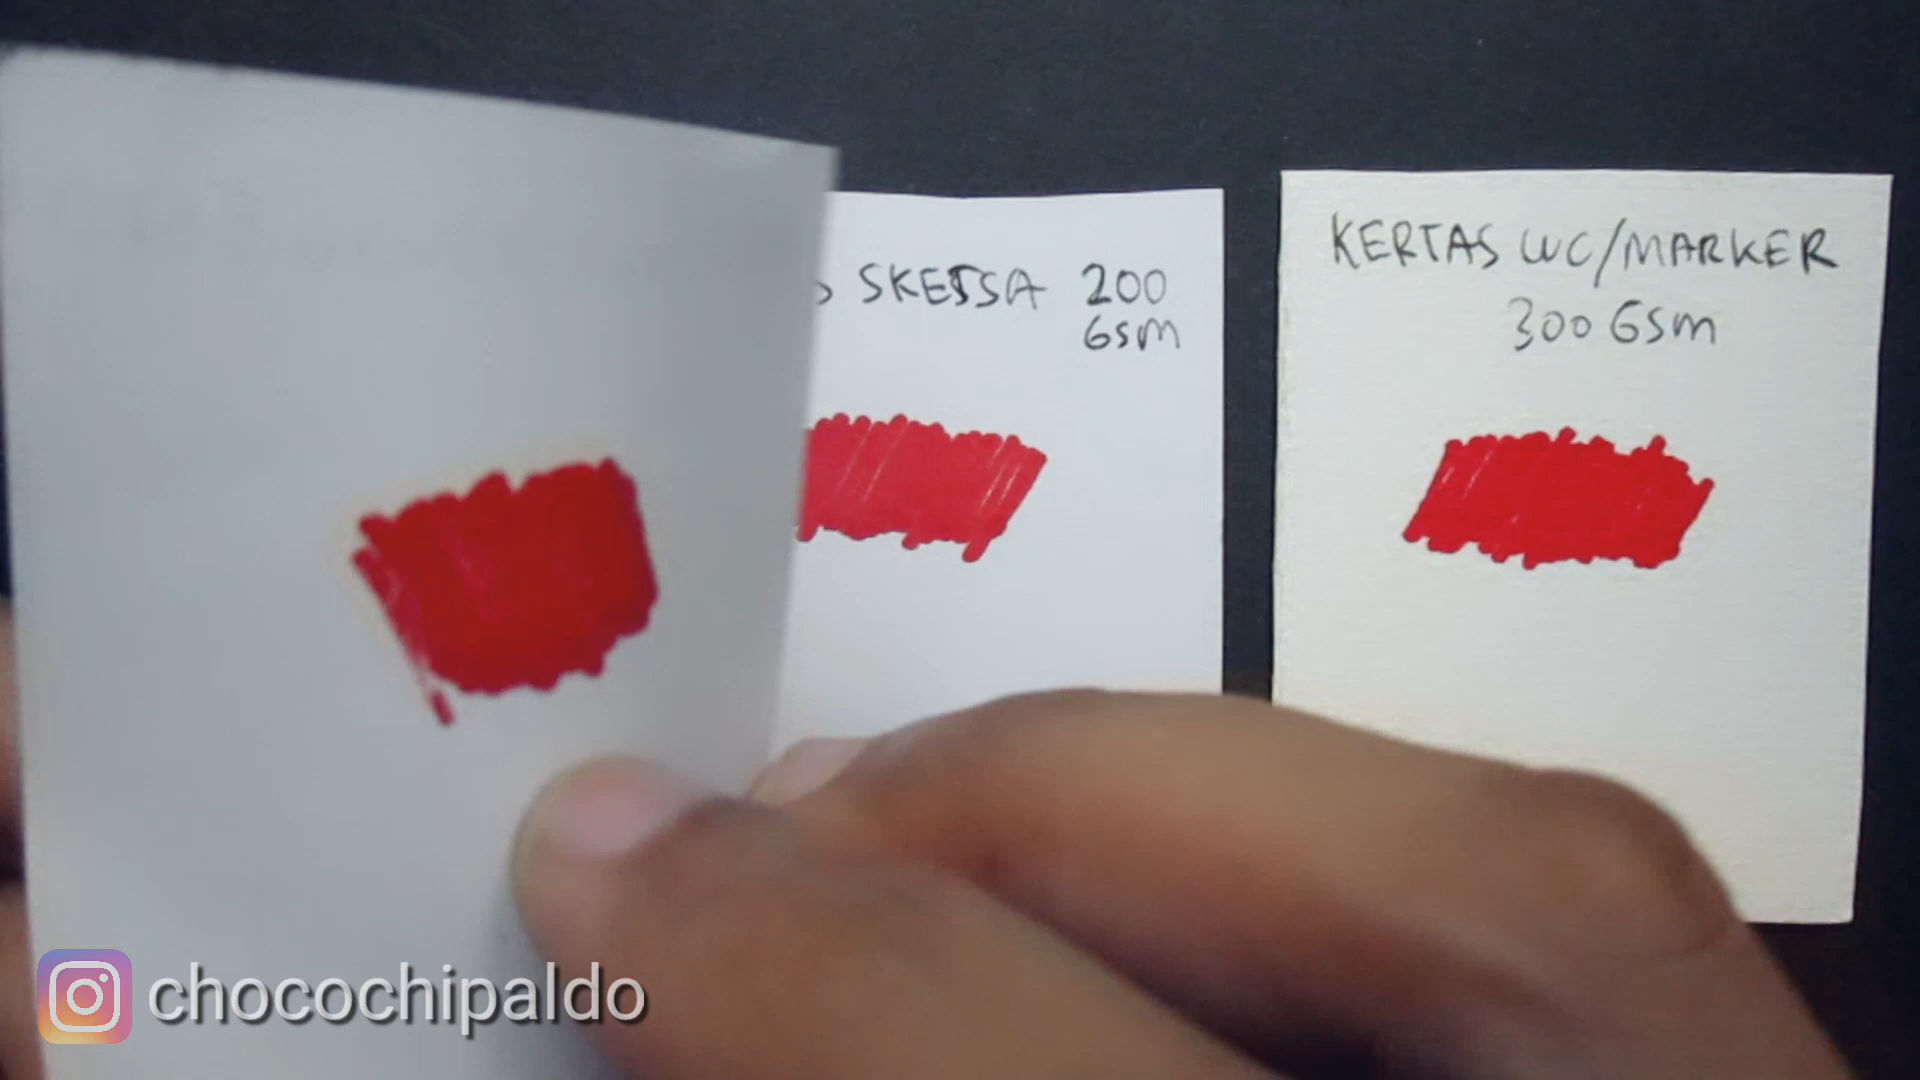 SKETSA 200
GSM
KERTAS WC/MARKER
300 GSM
chocochipaldo